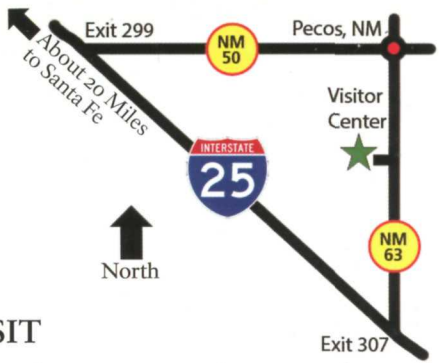 Exit 299
NM
50
Pecos, NM
About 20 Miles
to Santa Fe
Visitor
Center
INTERSTATE
25
North
NM
63
SIT
Exit 307